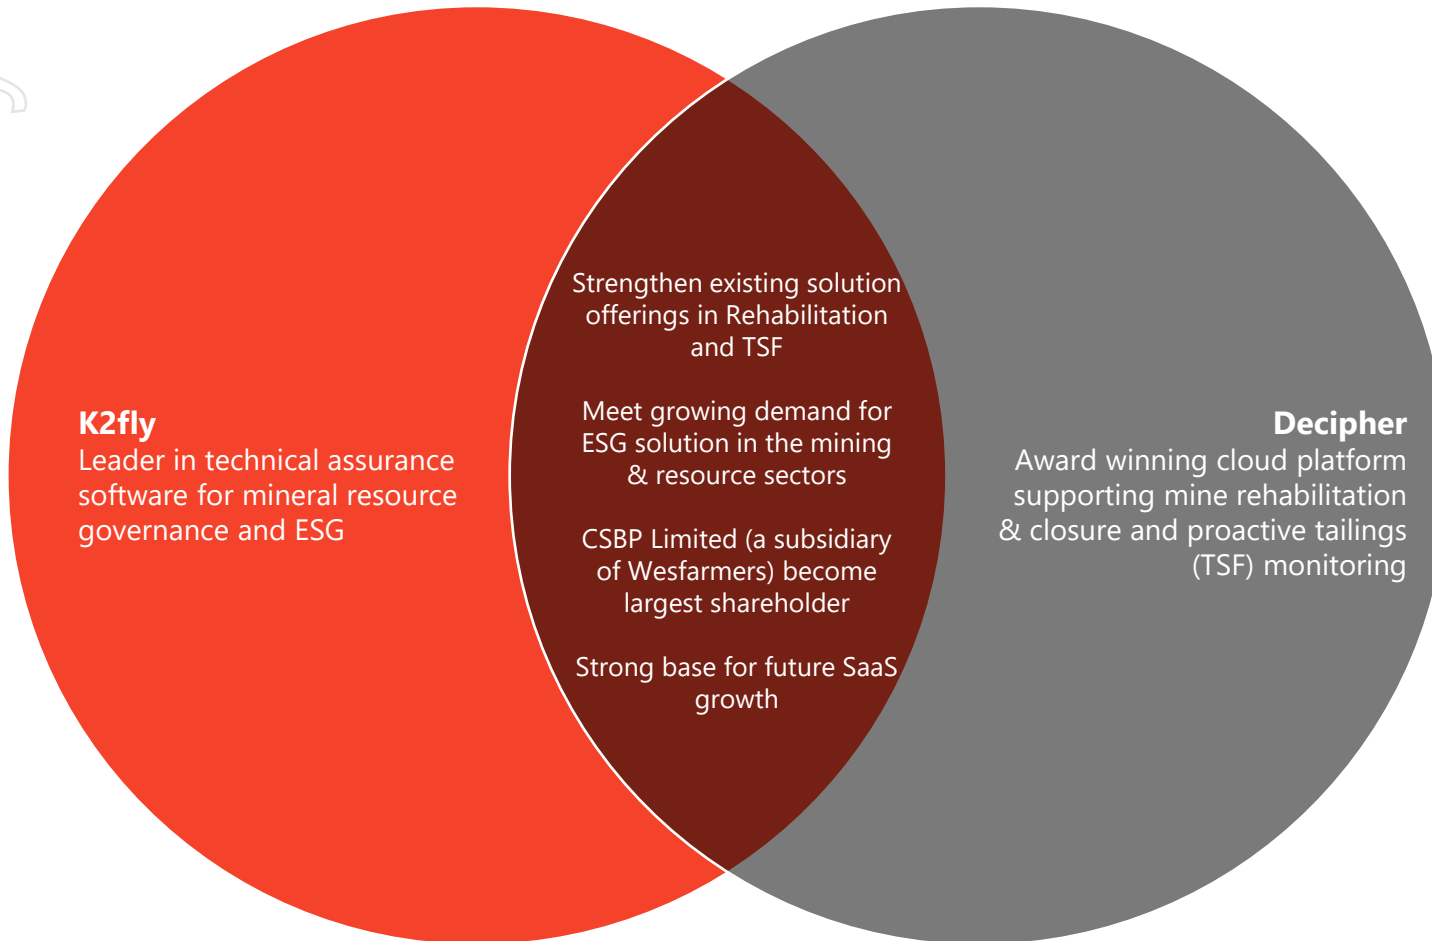 K2fly
Leader in technical assurance
software for mineral resource
governance and ESG
Strengthen existing solution
offerings in Rehabilitation
and TSF
Meet growing demand for
ESG solution in the mining
& resource sectors
CSBP Limited (a subsidiary
of Wesfarmers) become
largest shareholder
Strong base for future SaaS
growth
Decipher
Award winning cloud platform
supporting mine rehabilitation
& closure and proactive tailings
(TSF) monitoring